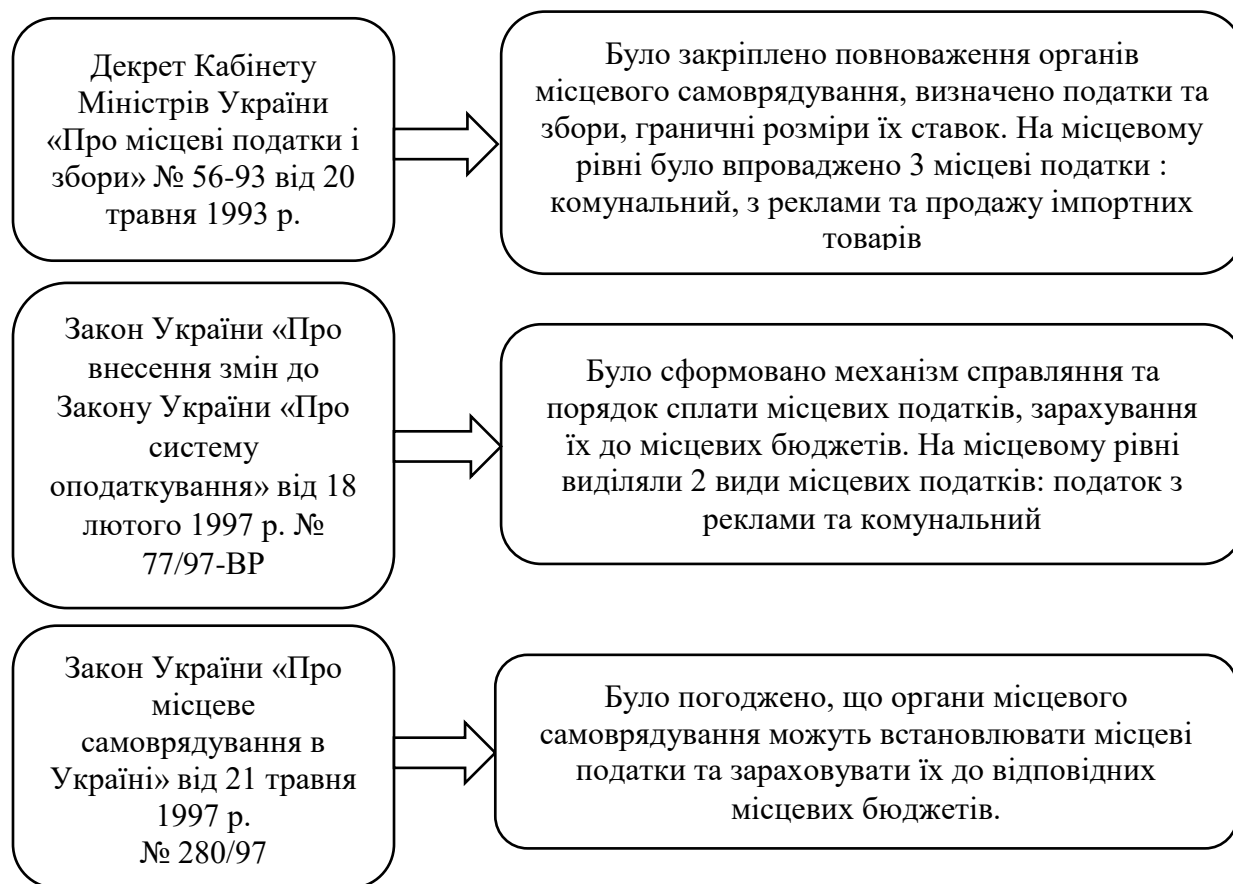 Декрет Кабінету
Міністрів України
«Про місцеві податки і
збори» № 56-93 від 20
травня 1993 р.
Було закріплено повноваження органів
місцевого самоврядування, визначено податки та
збори, граничні розміри їх ставок. На місцевому
рівні було впроваджено 3 місцеві податки :
комунальний, з реклами та продажу імпортних
товарів
Закон України «Про
внесення змін до
Закону України «Про
систему
оподаткування» від 18
лютого 1997 р. №
77/97-ВР
Було сформовано механізм справляння та
порядок сплати місцевих податків, зарахування
їх до місцевих бюджетів. На місцевому рівні
виділяли 2 види місцевих податків: податок з
реклами та комунальний
Закон України «Про
місцеве
самоврядування в
Україні» від 21 травня
1997 р.
№ 280/97
Було погоджено, що органи місцевого
самоврядування можуть встановлювати місцеві
податки та зараховувати їх до відповідних
місцевих бюджетів.